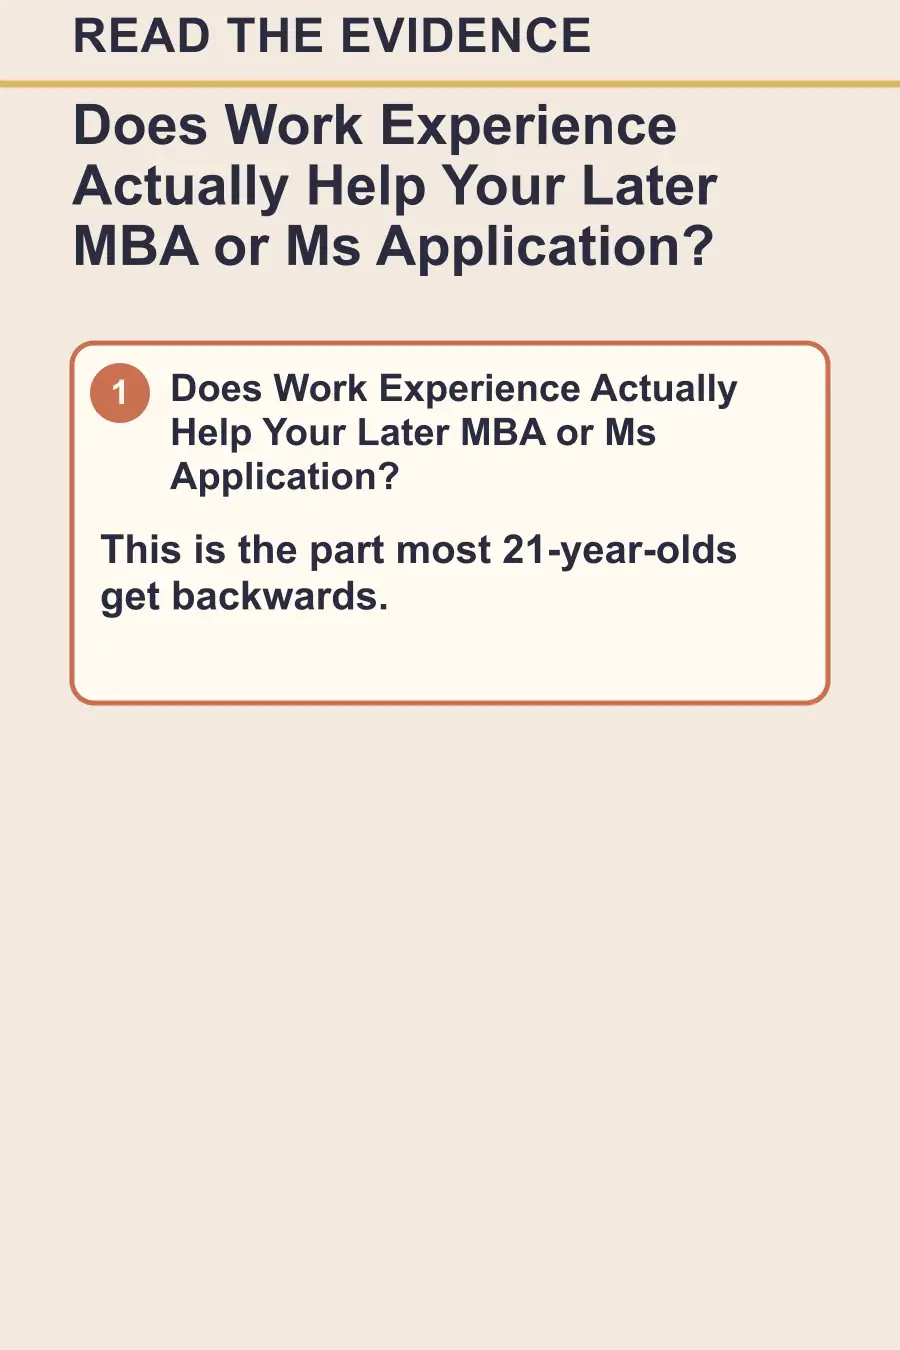 READ THE EVIDENCE
Does Work Experience
Actually Help Your Later
MBA or Ms Application?
1
Does Work Experience Actually
Help Your Later MBA or Ms
Application?
This is the part most 21-year-olds
get backwards.